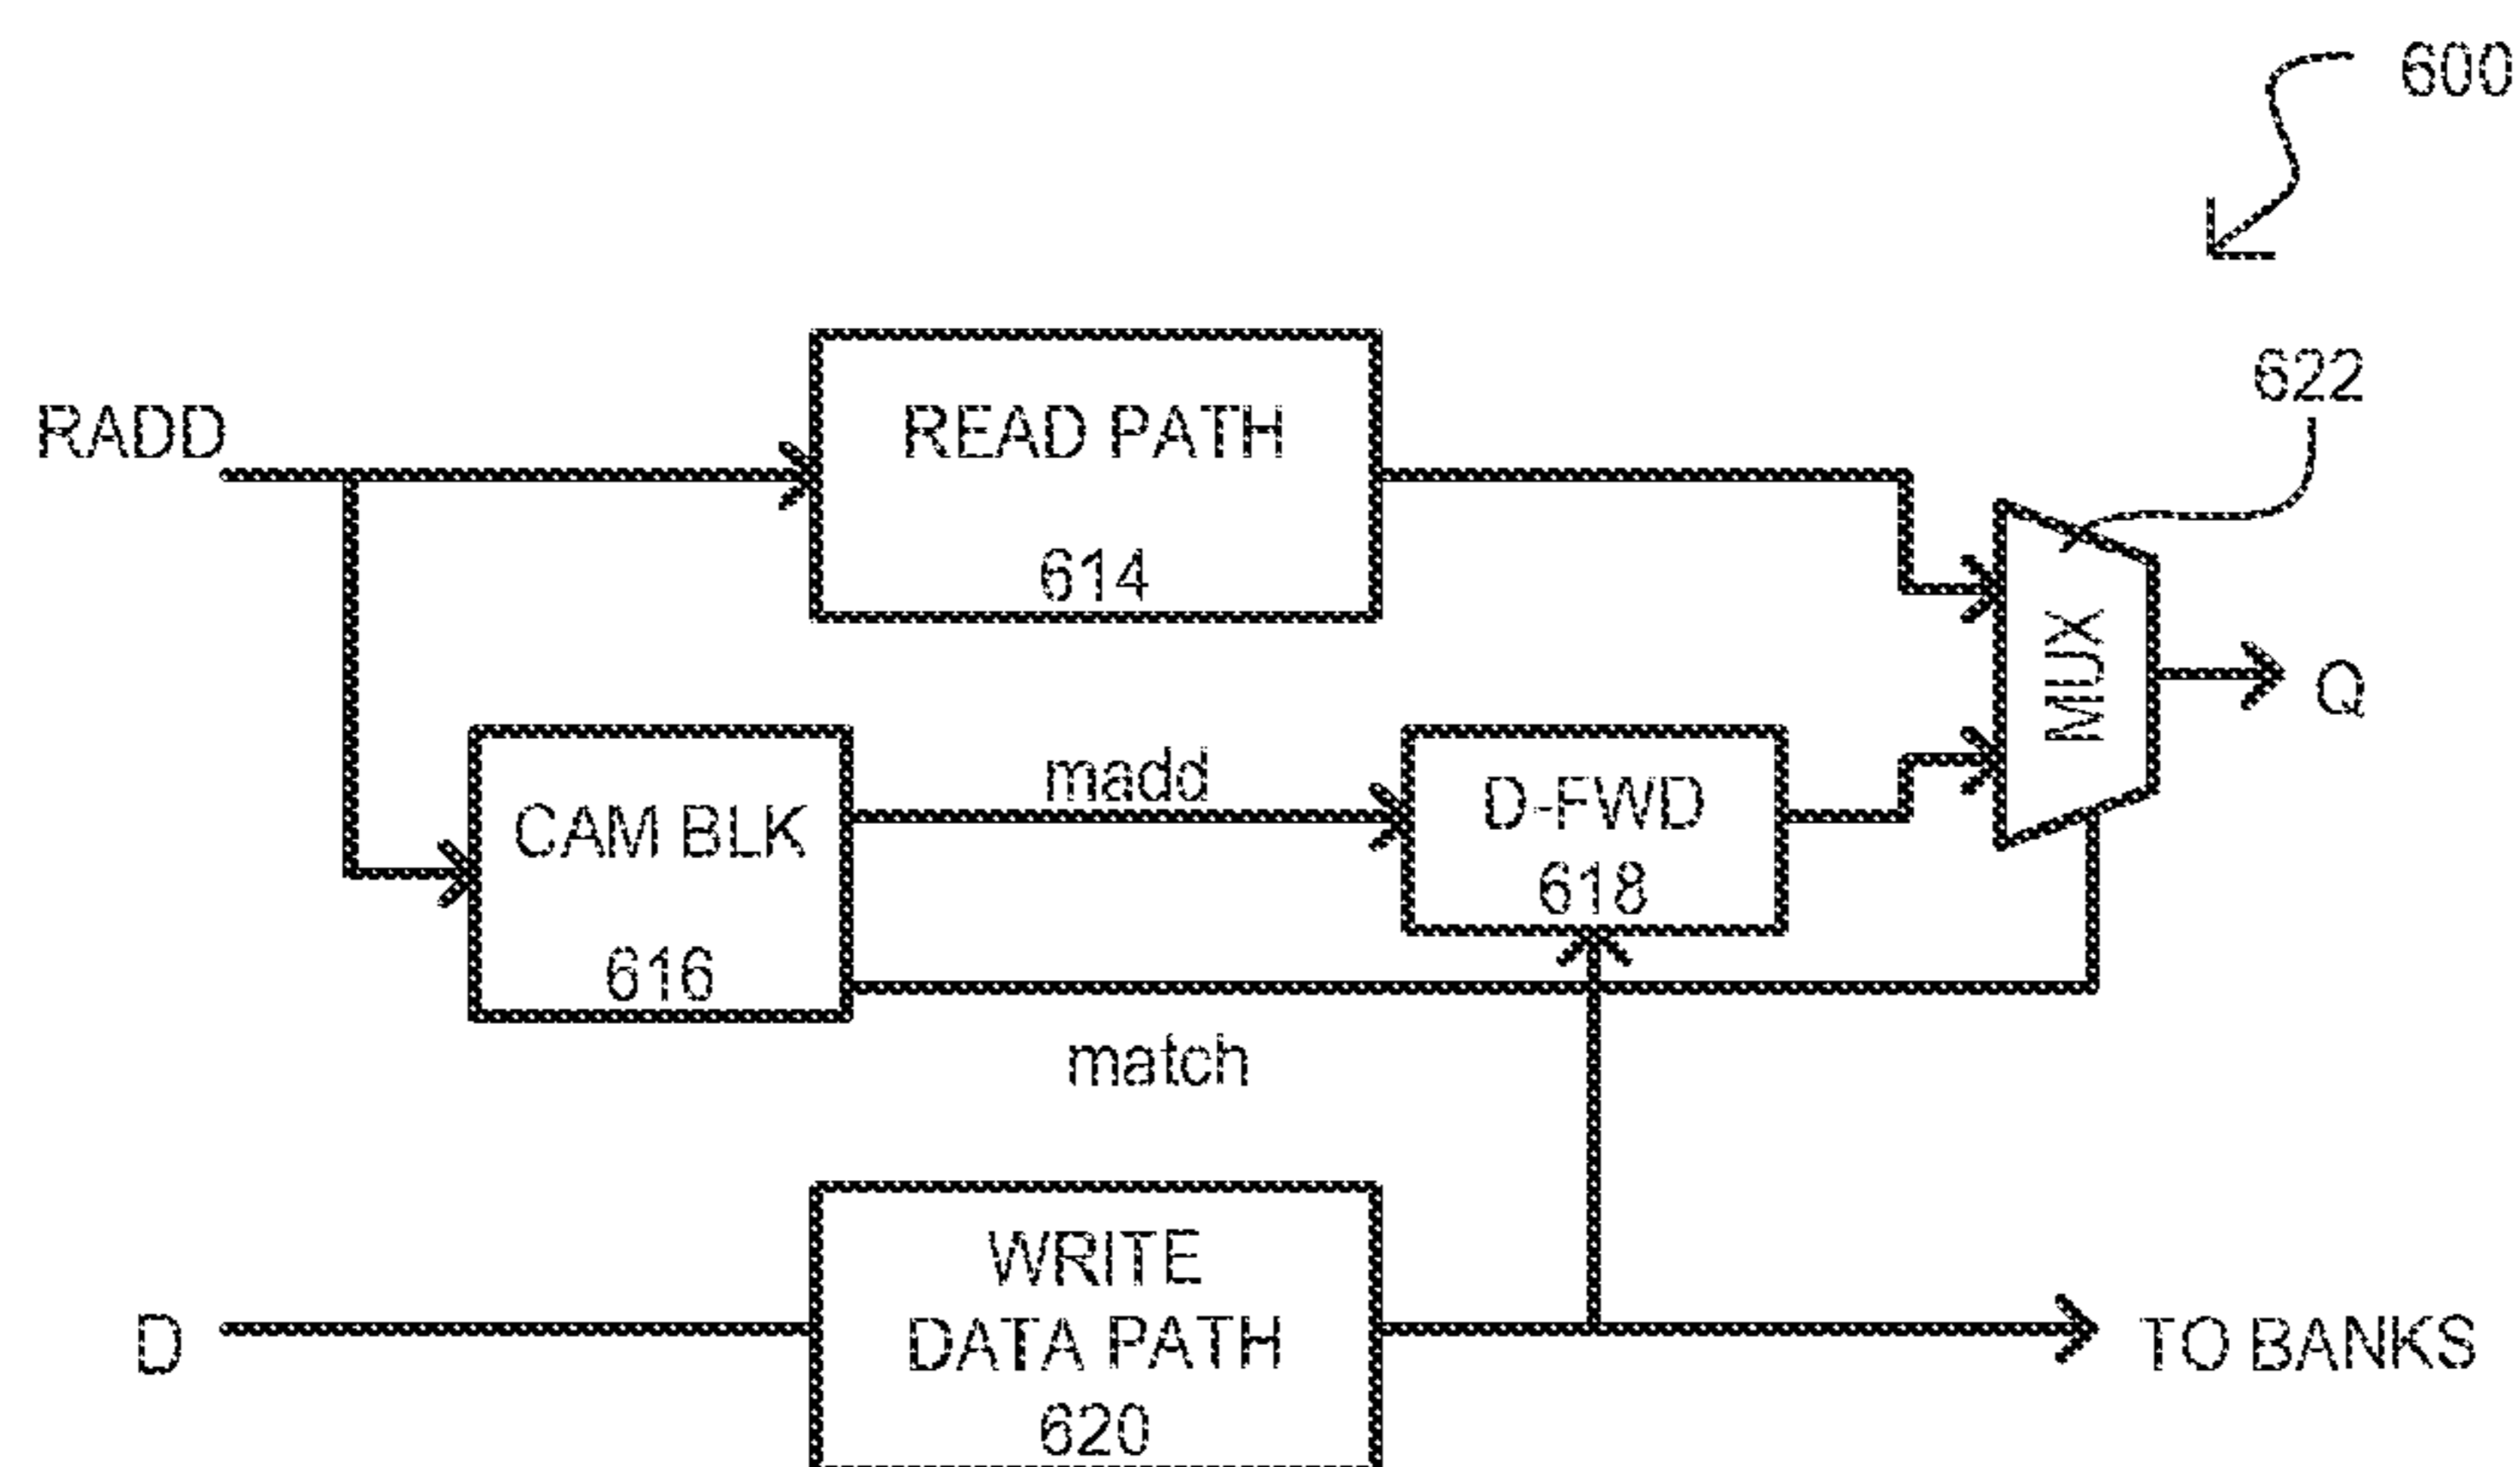 600
622
RADD
READ PATH
614
MUX
Q
madd
D-FWD
618
CAM BLK
616
match
WRITE
DATA PATH
620
D
TO BANKS